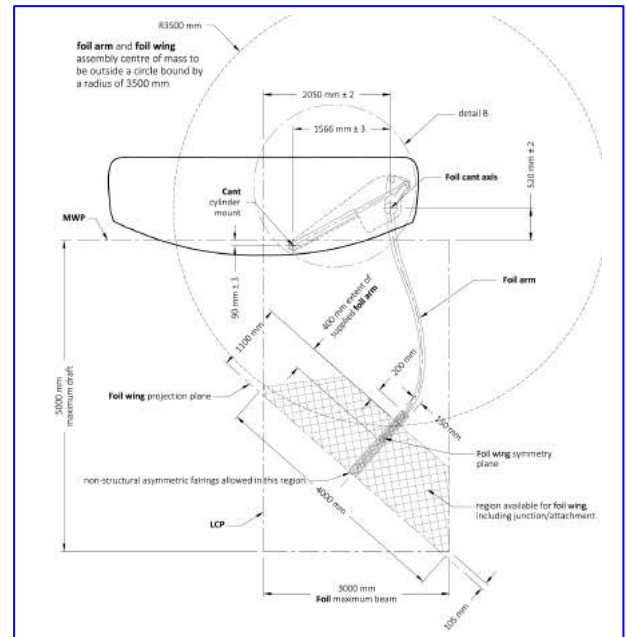 R3500 mm
foil arm and foil wing
assembly centre of mass to
be outside a circle bound by
a radius of 3500 mm
2050 mm ± 2
detail B
1566 mm ± 3
520 mm ± 2
Cant
cylinder
mount
Foil cant axis
MWP
90 mm ± 3
Foil arm
400 mm extent of
supplied foil arm
1100 mm
200 mm
5000 mm
maximum draft
Foil wing projection plane
150 mm
Foil wing symmetry
plane
non-structural asymmetric fairings allowed in this region
4000 mm
region available for foil wing,
including junction/attachment
LCP
3000 mm
Foil maximum beam
105 mm